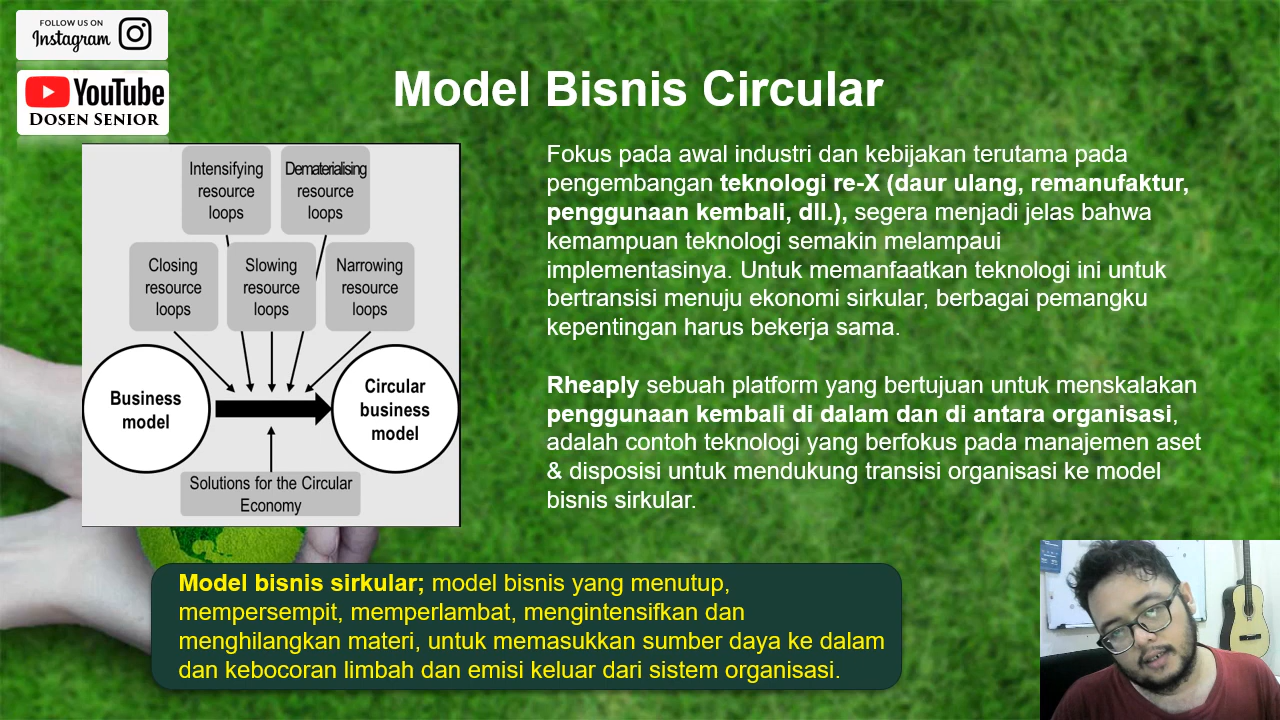 FOLLOW US ON
Instagram
YouTube
DOSEN SENIOR
Model Bisnis Circular
Intensifying
resource
loops
Dematerialising
resource
loops
Closing
resource
loops
Slowing
resource
loops
Narrowing
resource
loops
Business
model
Circular
business
model
Solutions for the Circular
Economy
Fokus pada awal industri dan kebijakan terutama pada
pengembangan teknologi re-X (daur ulang, remanufaktur,
penggunaan kembali, dll.), segera menjadi jelas bahwa
kemampuan teknologi semakin melampaui
implementasinya. Untuk memanfaatkan teknologi ini untuk
bertransisi menuju ekonomi sirkular, berbagai pemangku
kepentingan harus bekerja sama.
Rheaply sebuah platform yang bertujuan untuk menskalakan
penggunaan kembali di dalam dan di antara organisasi,
adalah contoh teknologi yang berfokus pada manajemen aset
& disposisi untuk mendukung transisi organisasi ke model
bisnis sirkular.
Model bisnis sirkular; model bisnis yang menutup,
mempersempit, memperlambat, mengintensifkan dan
menghilangkan materi, untuk memasukkan sumber daya ke dalam
dan kebocoran limbah dan emisi keluar dari sistem organisasi.